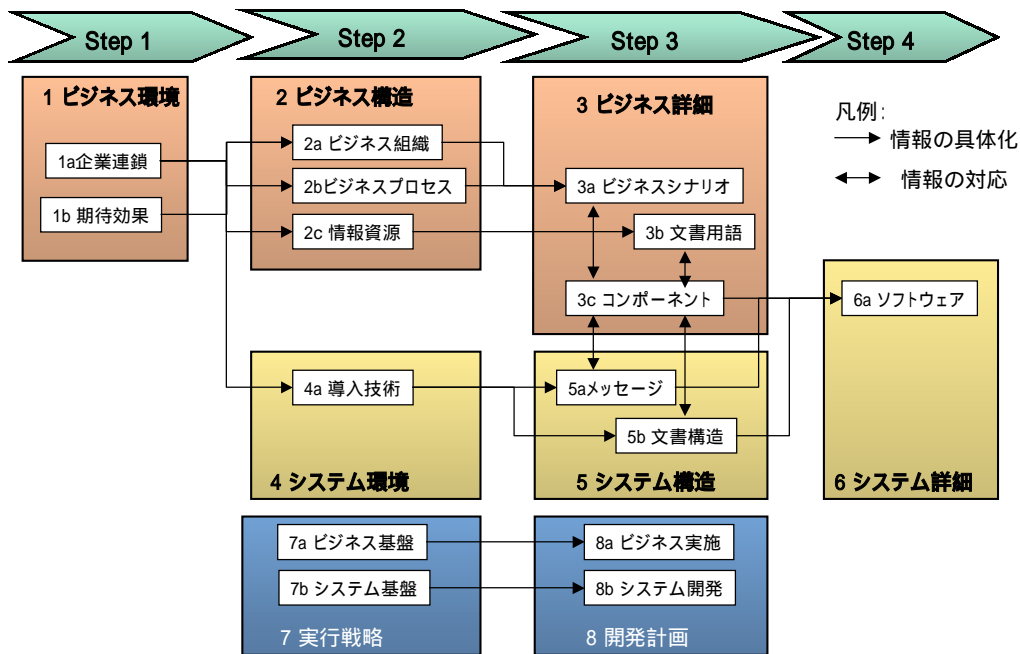 Step 1
Step 2
Step 3
Step 4
1 ビジネス環境
1a企業連鎖
1b 期待効果
2 ビジネス構造
2a ビジネス組織
2bビジネスプロセス
2c 情報資源
3 ビジネス詳細
3a ビジネスシナリオ
3b 文書用語
3c コンポーネント
凡例:
情報の具体化
情報の対応
4a 導入技術
4 システム環境
5aメッセージ
5b 文書構造
5 システム構造
6a ソフトウェア
6 システム詳細
7a ビジネス基盤
7b システム基盤
7 実行戦略
8a ビジネス実施
8b システム開発
8 開発計画